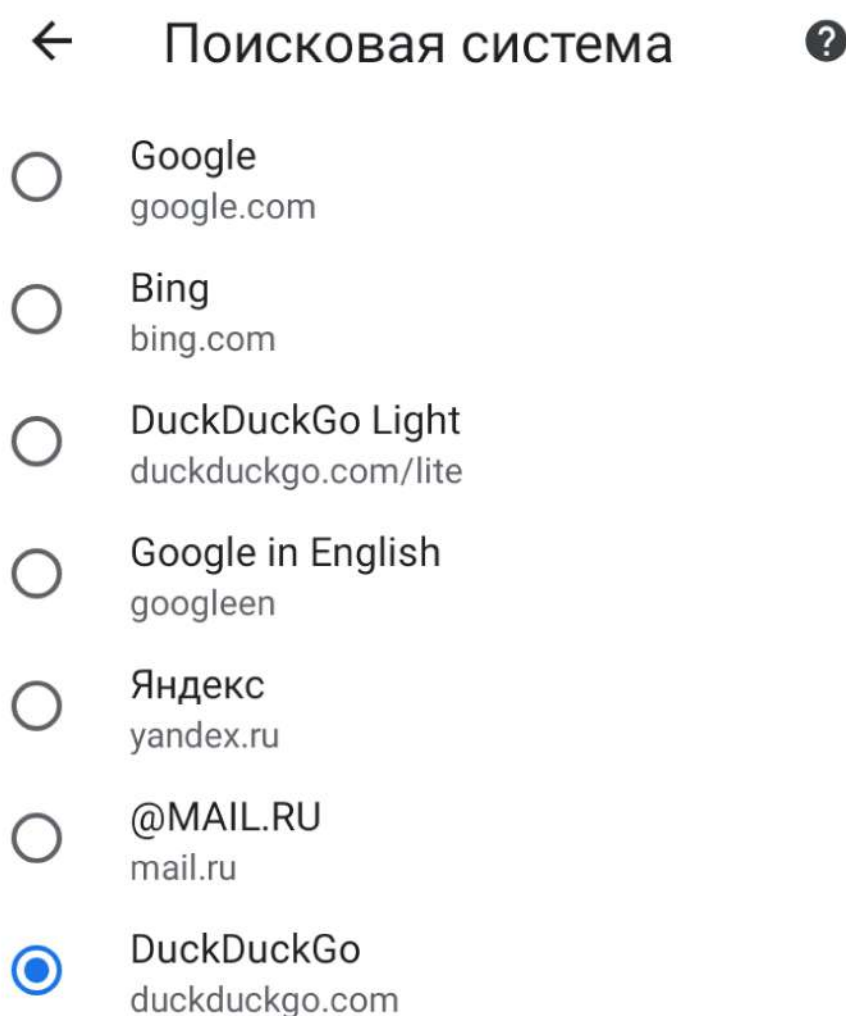 Поисковая система
Google
google.com
Bing
bing.com
DuckDuckGo Light
duckduckgo.com/lite
Google in English
googleen
Яндекс
yandex.ru
@MAIL.RU
mail.ru
DuckDuckGo
duckduckgo.com